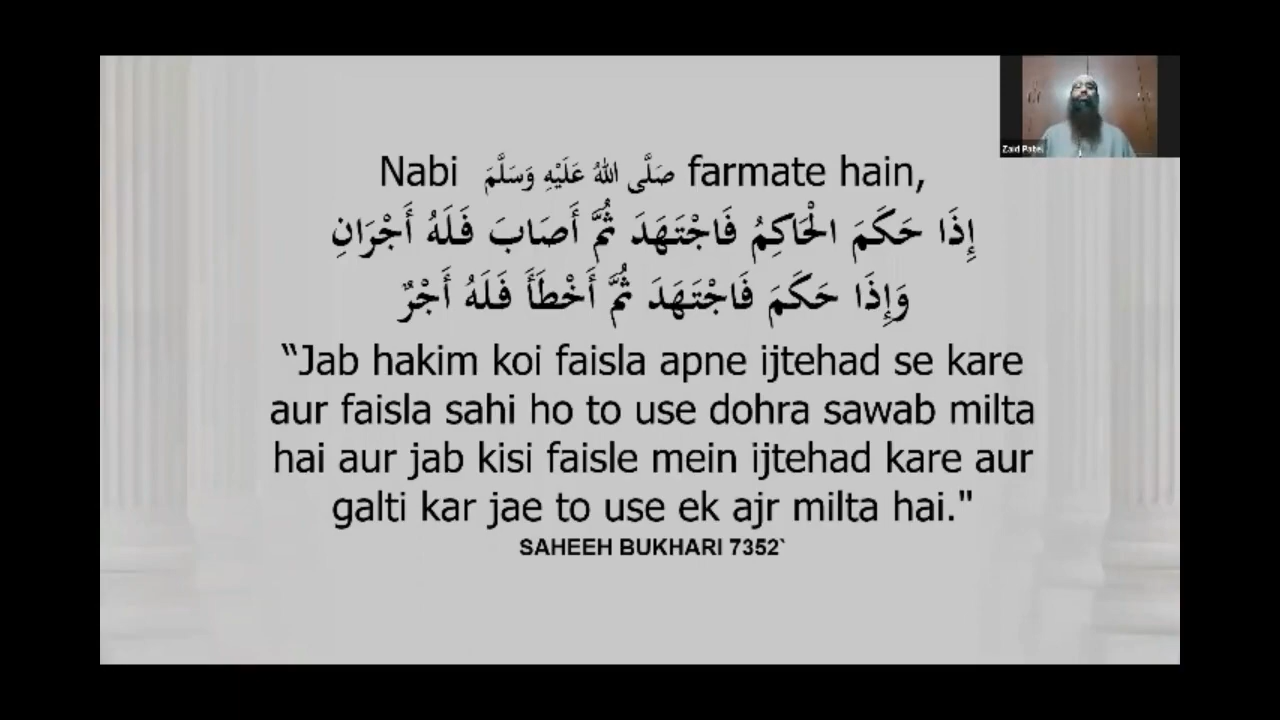 Zaid Patel
Nabi صَلَّى اللهُ عَلَيْهِ وَسَلَّمَ farmate hain,
إِذَا حَكَمَ الْحَاكِمُ فَاجْتَهَدَ ثُمَّ أَصَابَ فَلَهُ أَجْرَانِ
وَإِذَا حَكَمَ فَاجْتَهَدَ ثُمَّ أَخْطَأَ فَلَهُ أَجْرٌ
“Jab hakim koi faisla apne ijtehad se kare
aur faisla sahi ho to use dohra sawab milta
hai aur jab kisi faisle mein ijtehad kare aur
galti kar jae to use ek ajr milta hai."
SAHEEH BUKHARI 7352`